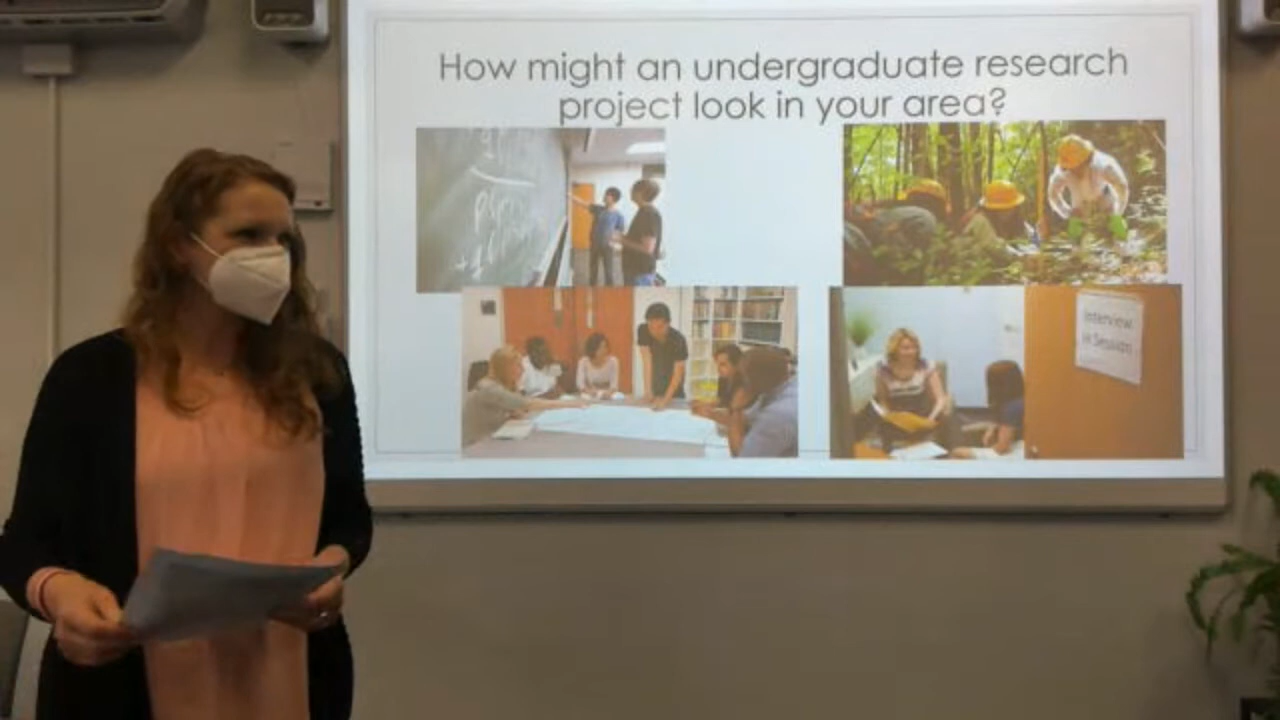 How might an undergraduate research
project look in your area?
Interview
in Session